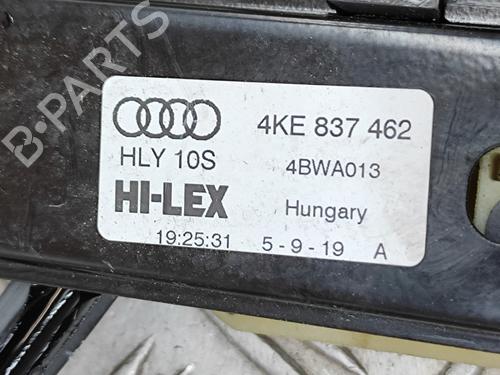 B-PARTS
4KE 837 462
HLY 10S 4BWA013
HI-LEX Hungary
19:25:31 5-9-19 A